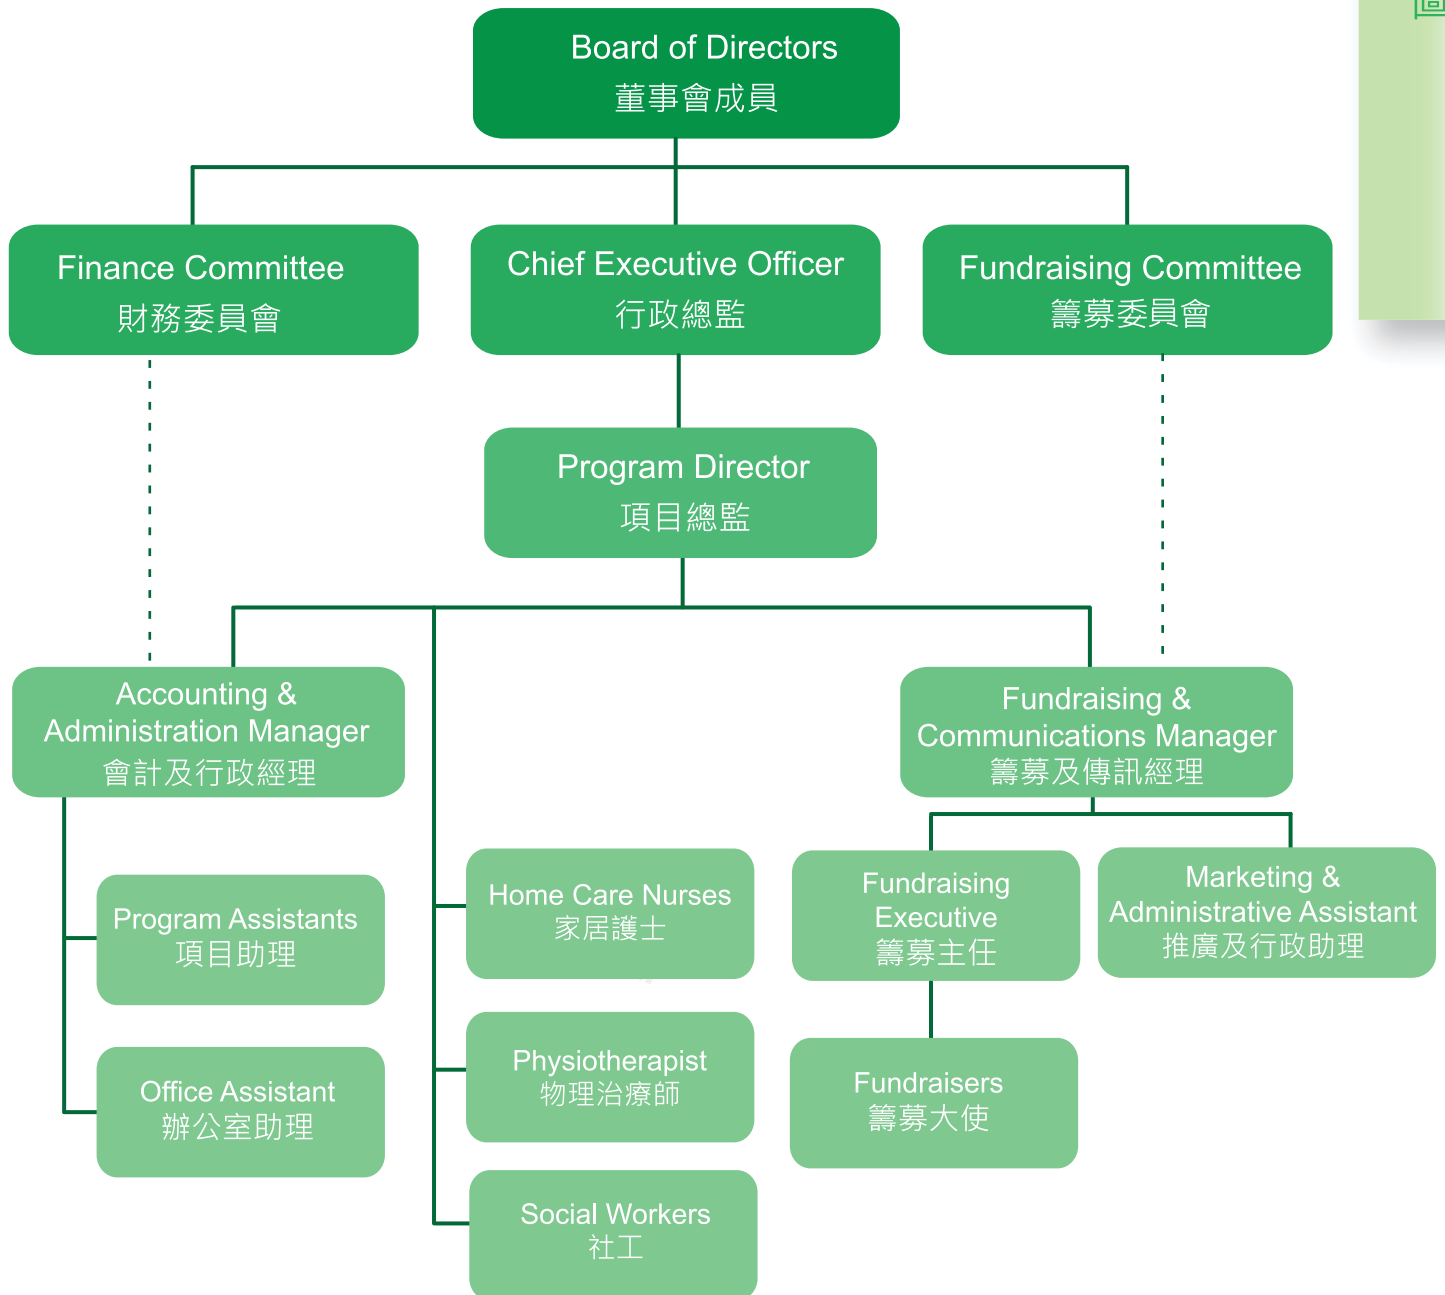 Board of Directors
董事會成員
Finance Committee
財務委員會
Chief Executive Officer
行政總監
Fundraising Committee
籌募委員會
Program Director
項目總監
Accounting &
Administration Manager
會計及行政經理
Fundraising &
Communications Manager
籌募及傳訊經理
Program Assistants
項目助理
Office Assistant
辦公室助理
Home Care Nurses
家居護士
Physiotherapist
物理治療師
Social Workers
社工
Fundraising
Executive
籌募主任
Marketing &
Administrative Assistant
推廣及行政助理
Fundraisers
籌募大使